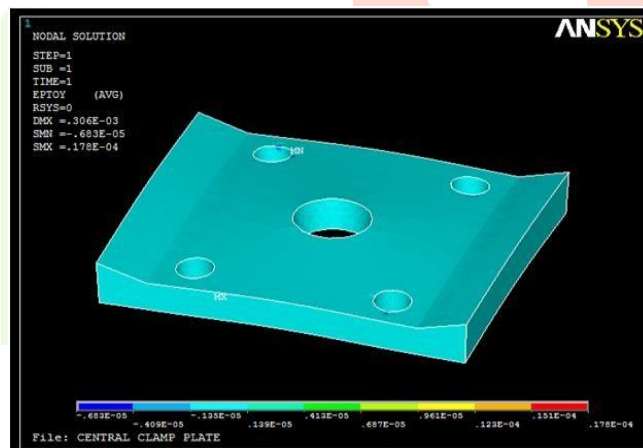 1
NODAL SOLUTION
ANSYS
STEP=1
SUB =1
TIME=1
EPTOY (AVG)
RSYS=0
DMX =.306E-03
SMN =-.683E-05
SMX =.178E-04
MN
MX
-.683E-05 -.135E-05 .413E-05 .961E-05 .151E-04
-.409E-05 .139E-05 .687E-05 .123E-04 .178E-04
File: CENTRAL CLAMP PLATE